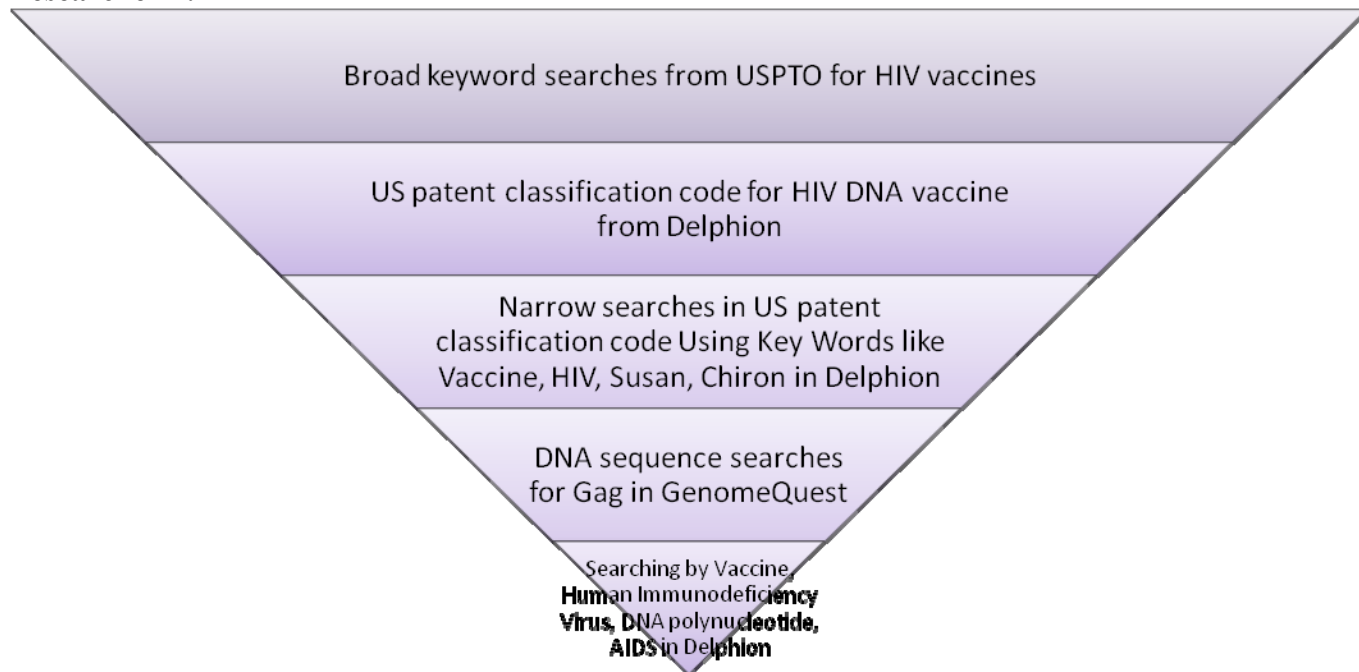 Broad keyword searches from USPTO for HIV vaccines
US patent classification code for HIV DNA vaccine
from Delphion
Narrow searches in US patent
classification code Using Key Words like
Vaccine, HIV, Susan, Chiron in Delphion
DNA sequence searches
for Gag in GenomeQuest
Searching by Vaccine,
Human Immunodeficiency
Virus, DNA polynucleotide,
AIDS in Delphion